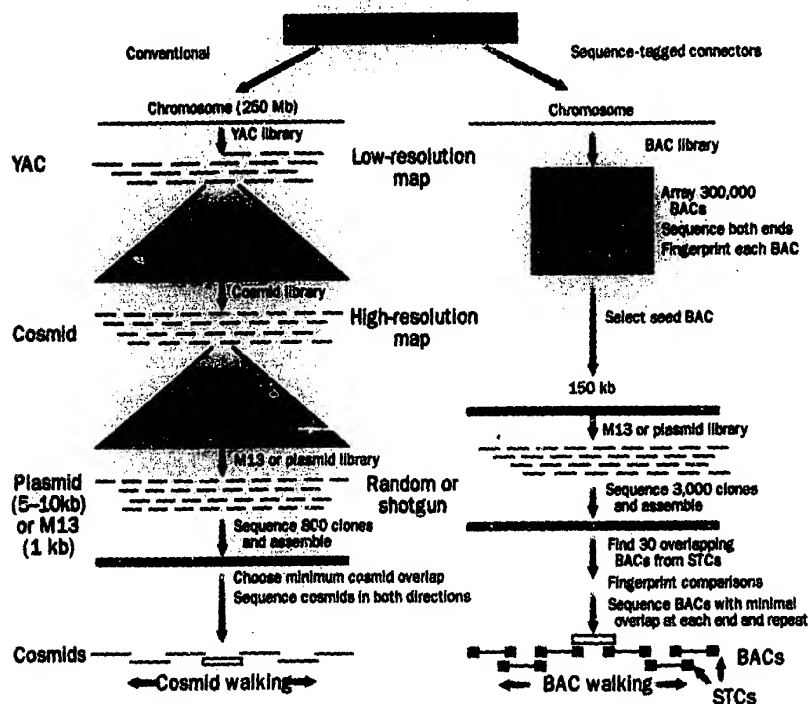 Conventional
Sequence-tagged connectors
Chromosome (250 Mb)
YAC library
YAC
Low-resolution
map
Cosmid library
Cosmid
High-resolution
map
M13 or plasmid library
Plasmid
(5–10kb)
or M13
(1 kb)
Random or
shotgun
Sequence 800 clones
and assemble
Choose minimum cosmid overlap
Sequence cosmids in both directions
Cosmids
Cosmid walking
Chromosome
BAC library
Array 300,000
BACs
Sequence both ends
Fingerprint each BAC
Select seed BAC
150 kb
M13 or plasmid library
Sequence 3,000 clones
and assemble
Find 30 overlapping
BACs from STCs
Fingerprint comparisons
Sequence BACs with minimal
overlap at each end and repeat
BACs
BAC walking
STCs